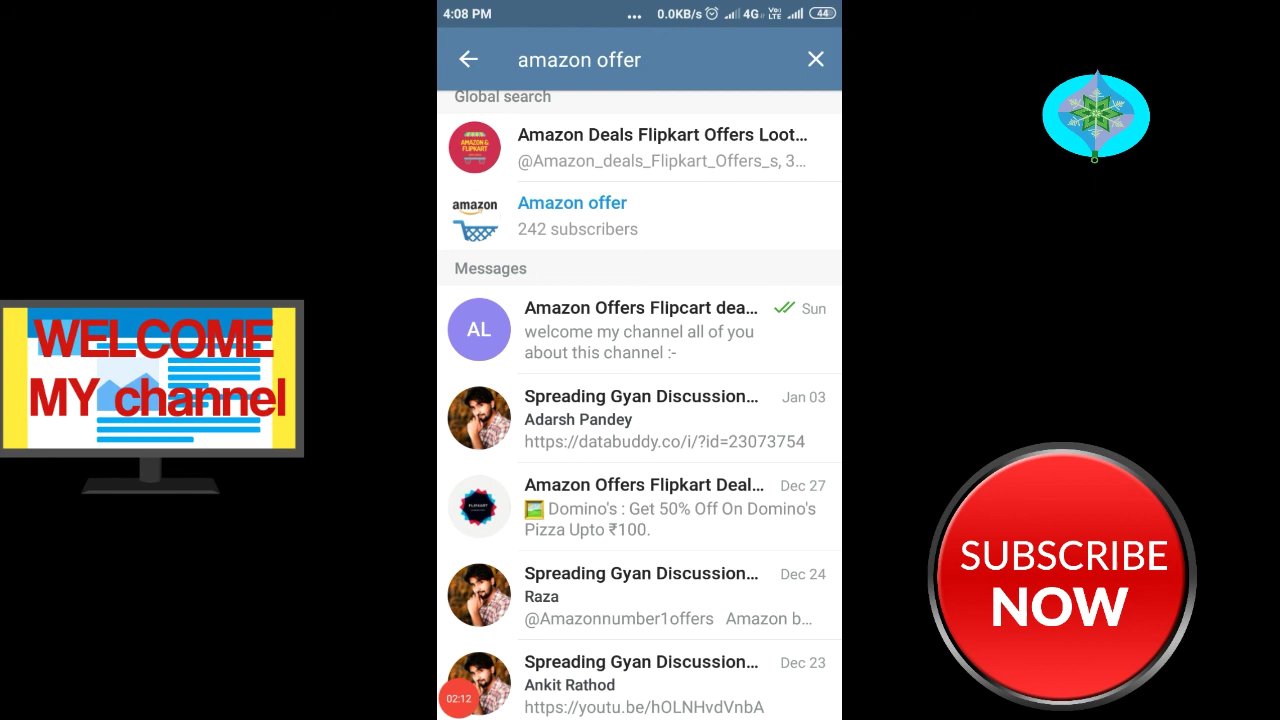 4:08 PM
... 0.0KB/s 4G Vo) LTE 44
amazon offer
Global search
AMAZON &
FLIPKART
Amazon Deals Flipkart Offers Loot...
@Amazon_deals_Flipkart_Offers_s, 3...
amazon
Amazon offer
242 subscribers
Messages
AL
Amazon Offers Flipcart dea... Sun
welcome my channel all of you
about this channel :-
Spreading Gyan Discussion... Jan 03
Adarsh Pandey
https://databuddy.co/i/?id=23073754
Amazon Offers Flipkart Deal... Dec 27
Domino's : Get 50% Off On Domino's
Pizza Upto ₹100.
Spreading Gyan Discussion... Dec 24
Raza
@Amazonnumber1offers Amazon b...
Spreading Gyan Discussion... Dec 23
Ankit Rathod
https://youtu.be/hOLNHvdVnbA
02:12
WELCOME
MY channel
SUBSCRIBE
NOW